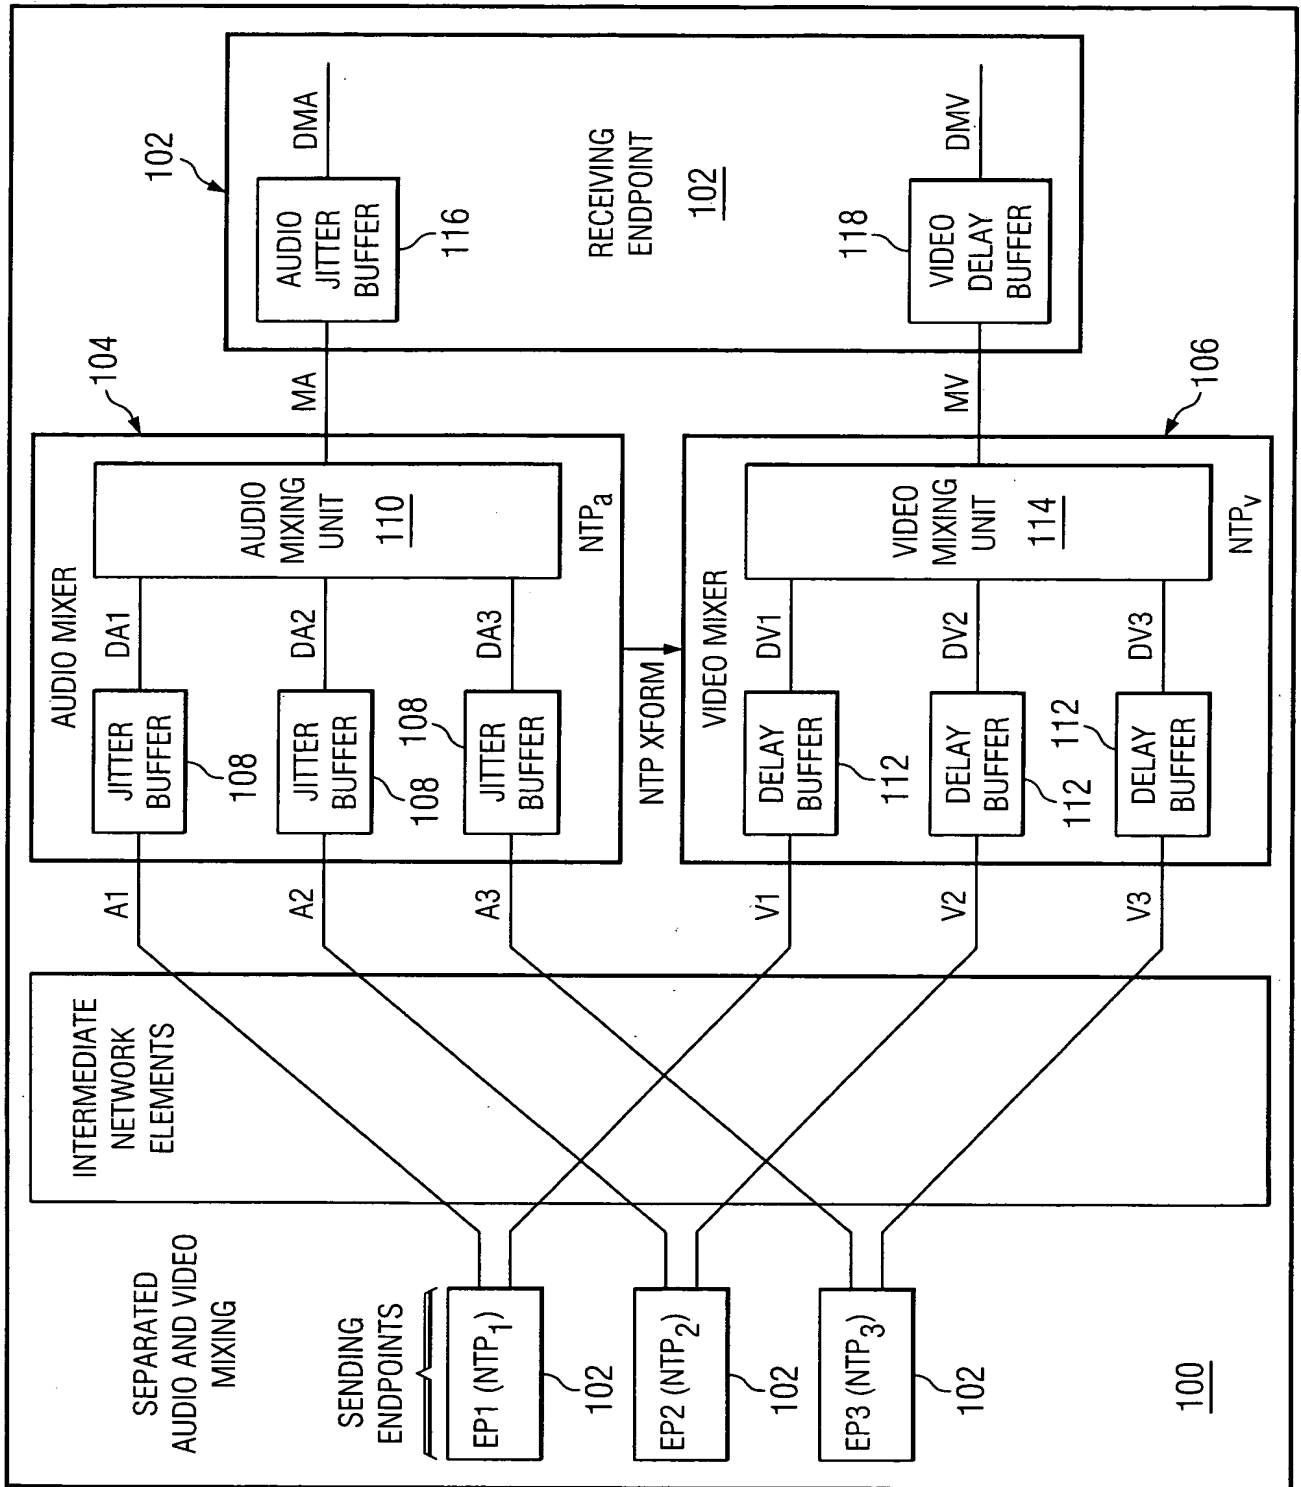 SEPARATED
AUDIO AND VIDEO
MIXING
SENDING
ENDPOINTS
EP1 (NTP1)
102
EP2 (NTP2)
102
EP3 (NTP3)
102
100
INTERMEDIATE
NETWORK
ELEMENTS
A1
A2
A3
V1
V2
V3
104
AUDIO MIXER
JITTER
BUFFER
108
JITTER
BUFFER
108
JITTER
BUFFER
108
DA1
DA2
DA3
AUDIO
MIXING
UNIT
110
NTPa
NTP XFORM
106
VIDEO MIXER
DELAY
BUFFER
112
DELAY
BUFFER
112
DELAY
BUFFER
112
DV1
DV2
DV3
VIDEO
MIXING
UNIT
114
NTPv
MA
MV
102
AUDIO
JITTER
BUFFER
116
DMA
RECEIVING
ENDPOINT
102
VIDEO
DELAY
BUFFER
118
DMV